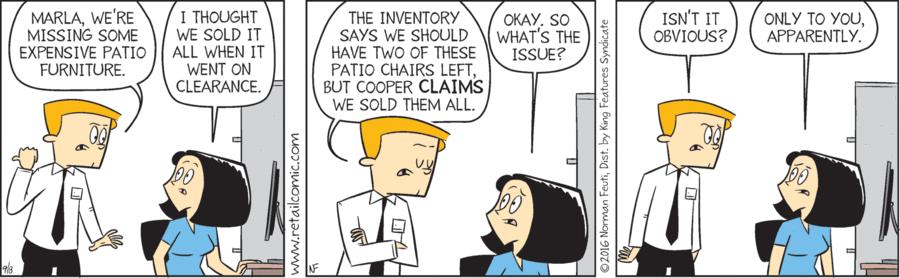 MARLA, WE'RE
MISSING SOME
EXPENSIVE PATIO
FURNITURE.
I THOUGHT
WE SOLD IT
ALL WHEN IT
WENT ON
CLEARANCE.
9/8
www.retailcomic.com
THE INVENTORY
SAYS WE SHOULD
HAVE TWO OF THESE
PATIO CHAIRS LEFT,
BUT COOPER CLAIMS
WE SOLD THEM ALL.
OKAY. SO
WHAT'S THE
ISSUE?
NF
©2016 Norman Feuti, Dist. by King Features Syndicate
ISN'T IT
OBVIOUS?
ONLY TO YOU,
APPARENTLY.